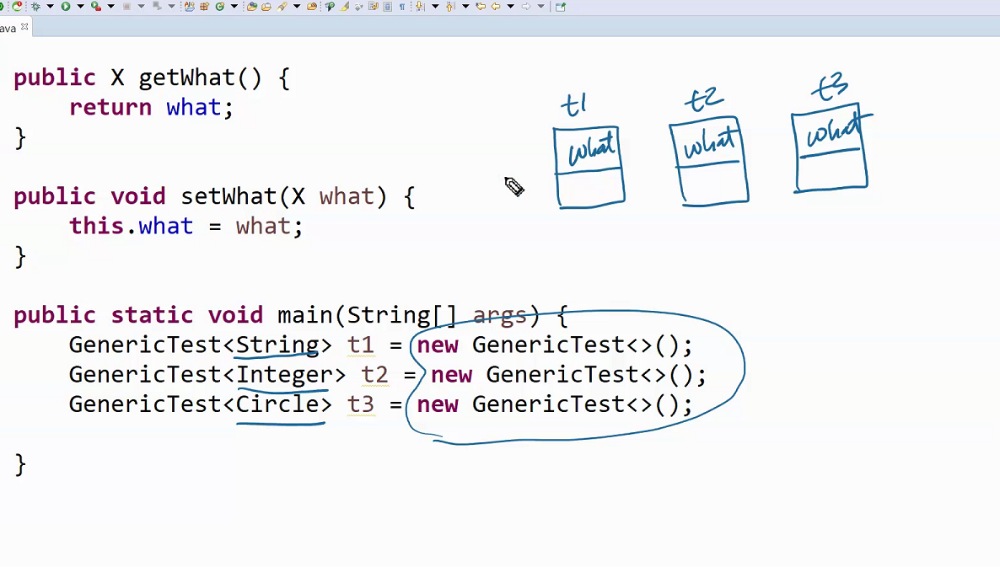 ava
public X getWhat() {
return what;
}
public void setWhat(X what) {
this.what = what;
}
public static void main(String[] args) {
GenericTest<String> t1 = new GenericTest<>();
GenericTest<Integer> t2 = new GenericTest<>();
GenericTest<Circle> t3 = new GenericTest<>();
}
t1 t2 t3
what what what